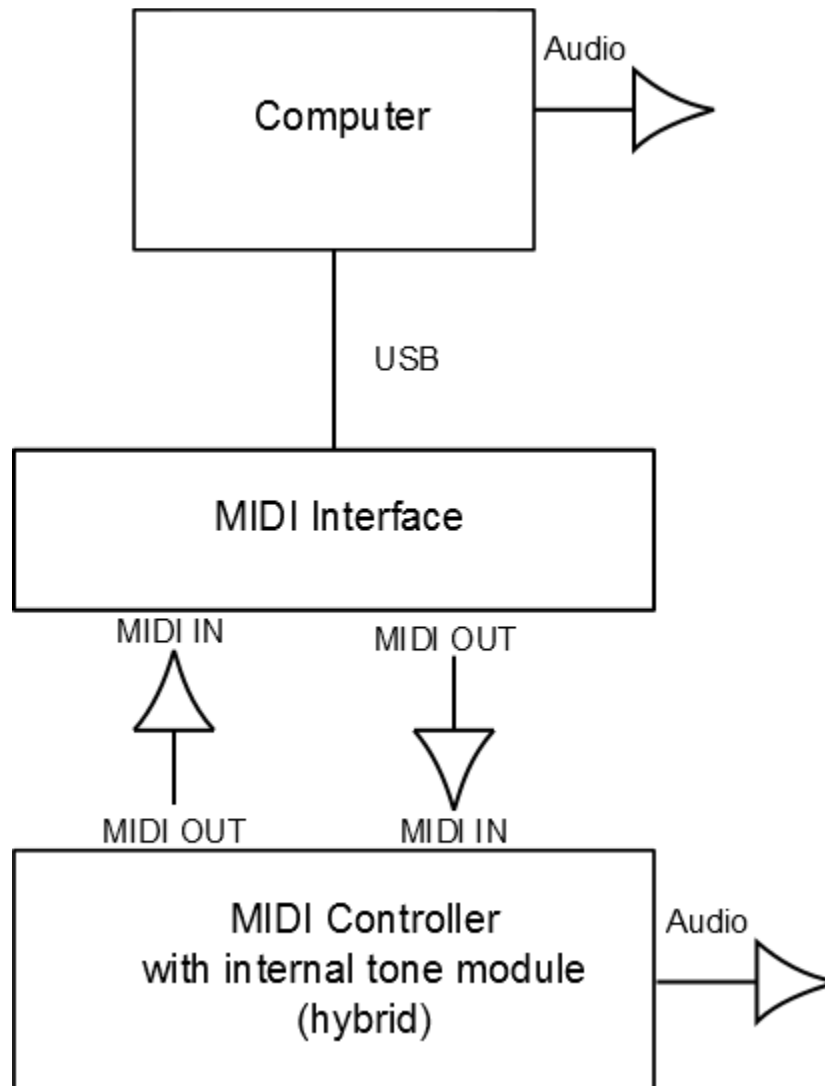 Audio
Computer
USB
MIDI Interface
MIDI IN
MIDI OUT
MIDI OUT
MIDI IN
MIDI Controller
with internal tone module
(hybrid)
Audio